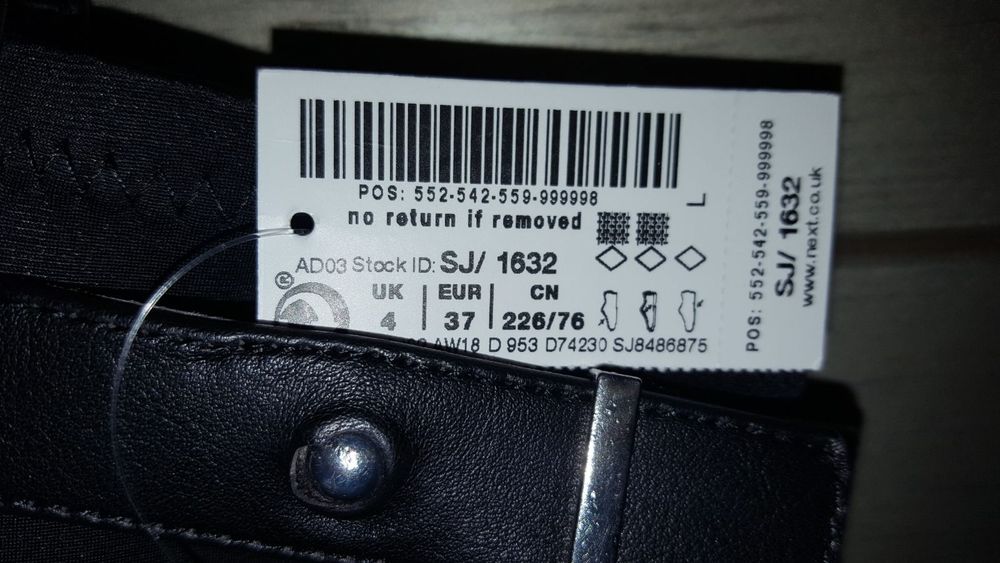 POS: 552-542-559-999998
no return if removed
L
AD03 Stock ID: SJ/ 1632
UK EUR CN
4 37 226/76
AW18 D 953 D74230 SJ8486875
POS: 552-542-559-999998
SJ/ 1632
www.next.co.uk